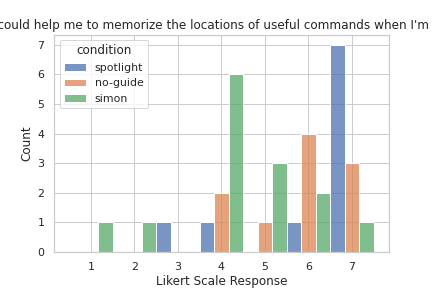 could help me to memorize the locations of useful commands when I'm
7
6
5
4
3
2
1
0
Count
condition
spotlight
no-guide
simon
1 2 3 4 5 6 7
Likert Scale Response